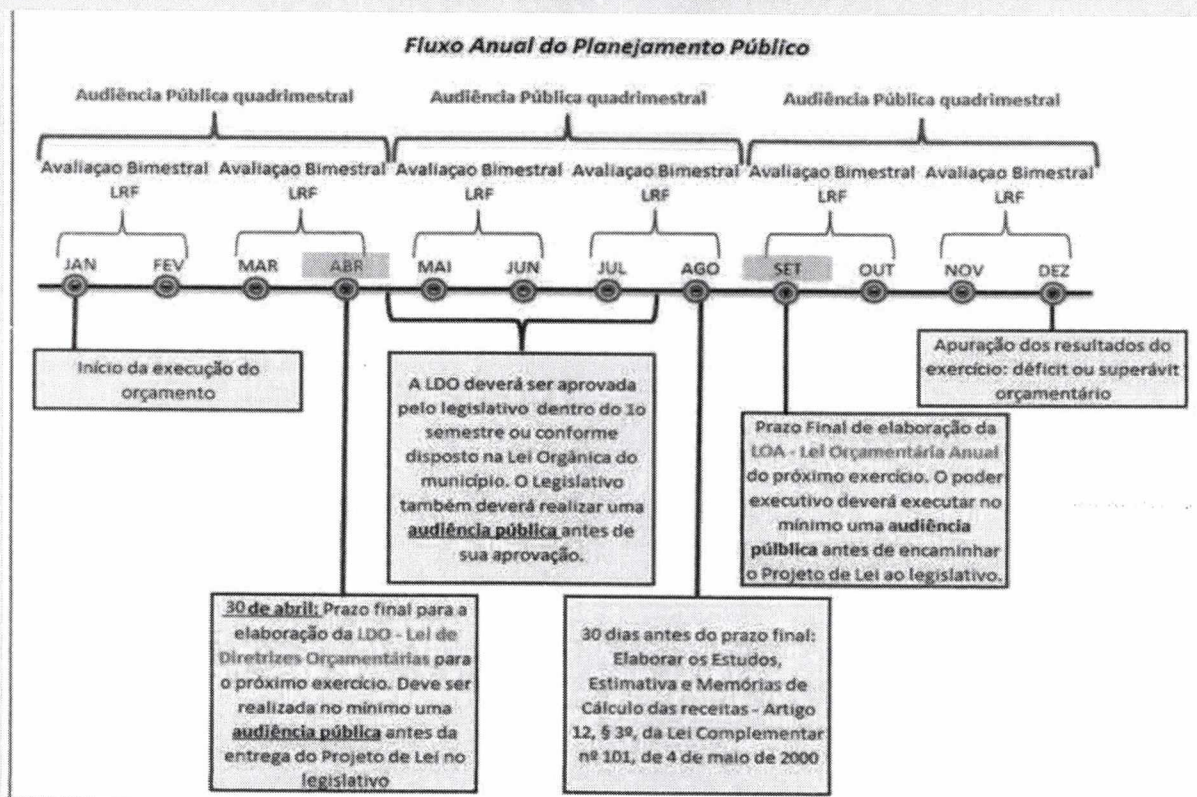 Fluxo Anual do Planejamento Público
Audiência Pública quadrimestral
Audiência Pública quadrimestral
Audiência Pública quadrimestral
Avaliaçao Bimestral
LRF
Avaliaçao Bimestral
LRF
Avaliaçao Bimestral
LRF
Avaliaçao Bimestral
LRF
Avaliaçao Bimestral
LRF
Avaliaçao Bimestral
LRF
JAN
FEV
MAR
ABR
MAI
JUN
JUL
AGO
SET
OUT
NOV
DEZ
Início da execução do
orçamento
A LDO deverá ser aprovada
pelo legislativo dentro do 1o
semestre ou conforme
disposto na Lei Orgânica do
município. O Legislativo
também deverá realizar uma
audiência pública antes de
sua aprovação.
Apuração dos resultados do
exercício: déficit ou superávit
orçamentário
Prazo Final de elaboração da
LOA - Lei Orçamentária Anual
do próximo exercício. O poder
executivo deverá executar no
mínimo uma audiência
púlblica antes de encaminhar
o Projeto de Lei ao legislativo.
30 de abril: Prazo final para a
elaboração da LDO - Lei de
Diretrizes Orçamentárias para
o próximo exercício. Deve ser
realizada no mínimo uma
audiência pública antes da
entrega do Projeto de Lei no
legislativo
30 dias antes do prazo final:
Elaborar os Estudos,
Estimativa e Memórias de
Cálculo das receitas - Artigo
12, § 3º, da Lei Complementar
nº 101, de 4 de maio de 2000